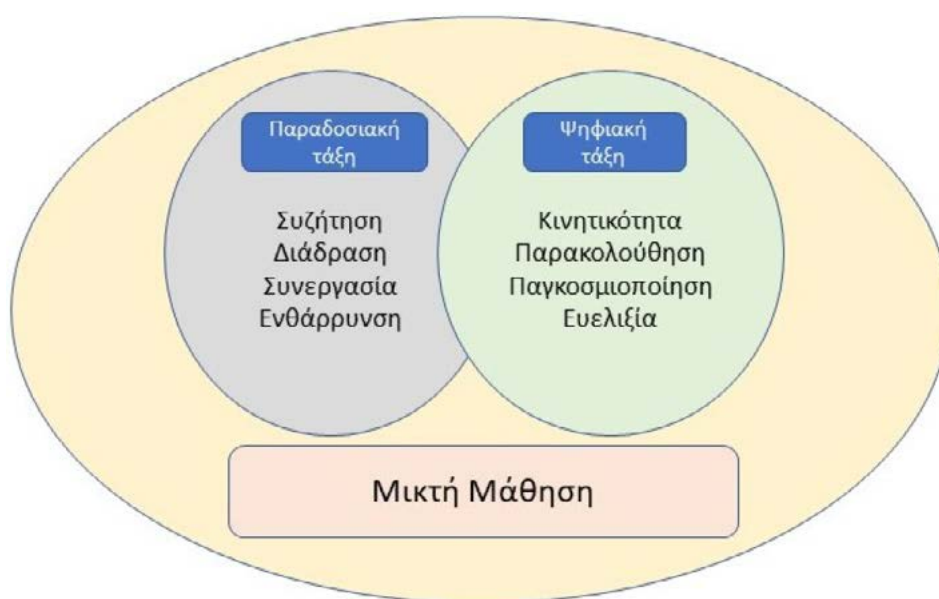 Παραδοσιακή
τάξη
Συζήτηση
Διάδραση
Συνεργασία
Ενθάρρυνση
Ψηφιακή
τάξη
Κινητικότητα
Παρακολούθηση
Παγκοσμιοποίηση
Ευελιξία
Μικτή Μάθηση